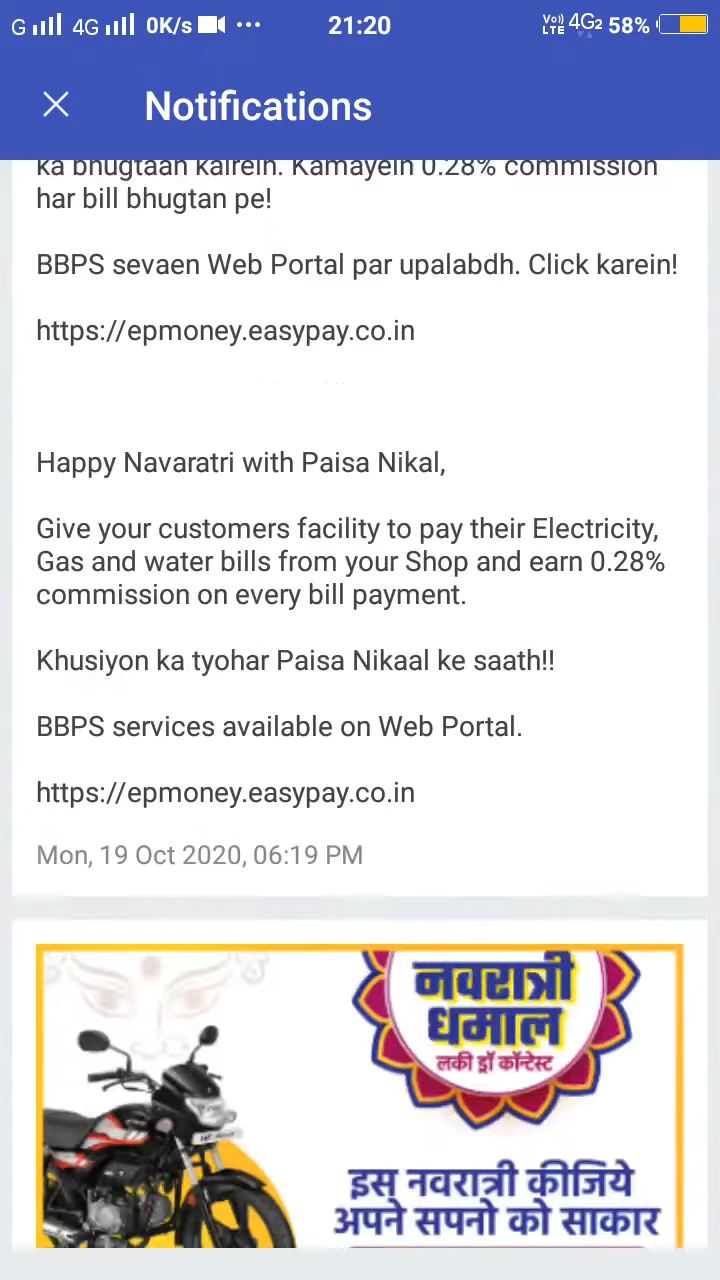 G 4G 0K/s ... 21:20 Vo)) LTE 4G2 58%
Notifications
ka bhugtaan kairein. Kamayein 0.28% commission
har bill bhugtan pe!
BBPS sevaen Web Portal par upalabdh. Click karein!
https://epmoney.easypay.co.in
Happy Navaratri with Paisa Nikal,
Give your customers facility to pay their Electricity,
Gas and water bills from your Shop and earn 0.28%
commission on every bill payment.
Khusiyon ka tyohar Paisa Nikaal ke saath!!
BBPS services available on Web Portal.
https://epmoney.easypay.co.in
Mon, 19 Oct 2020, 06:19 PM
नवरात्री
धमाल
लकी ड्रॉ कॉन्टेस्ट
इस नवरात्री कीजिये
अपने सपनो को साकार